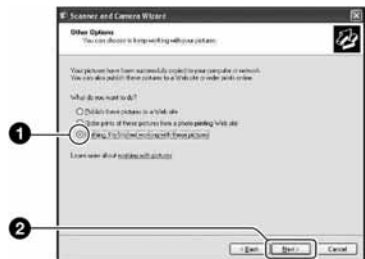 Scanner and Camera Wizard
Other Options
You can choose to keep working with your pictures.
Your pictures have been successfully copied to your computer or network.
You can also publish these pictures to a Web site or order prints online.
What do you want to do?
Publish these pictures to a Web site
Order prints of these pictures from a photo printing Web site
1
Nothing. I'm finished working with these pictures
Learn more about working with pictures.
2
< Back
Next >
Cancel